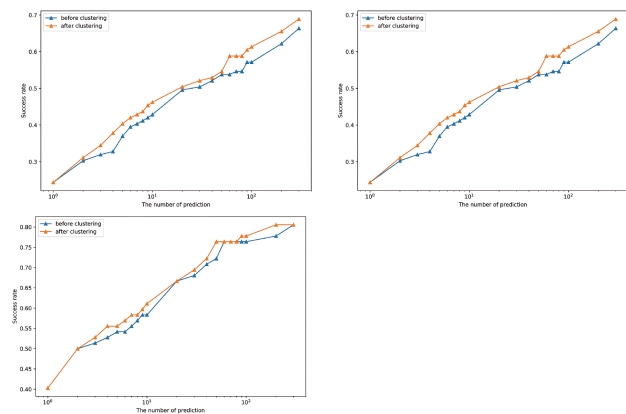 0.7
before clustering
after clustering
0.6
0.5
0.4
0.3
Success rate
10⁰
10¹
10²
The number of prediction
0.7
before clustering
after clustering
0.6
0.5
0.4
0.3
Success rate
10⁰
10¹
10²
The number of prediction
before clustering
after clustering
0.80
0.75
0.70
0.65
0.60
0.55
0.50
0.45
0.40
Success rate
10⁰
10¹
10²
The number of prediction